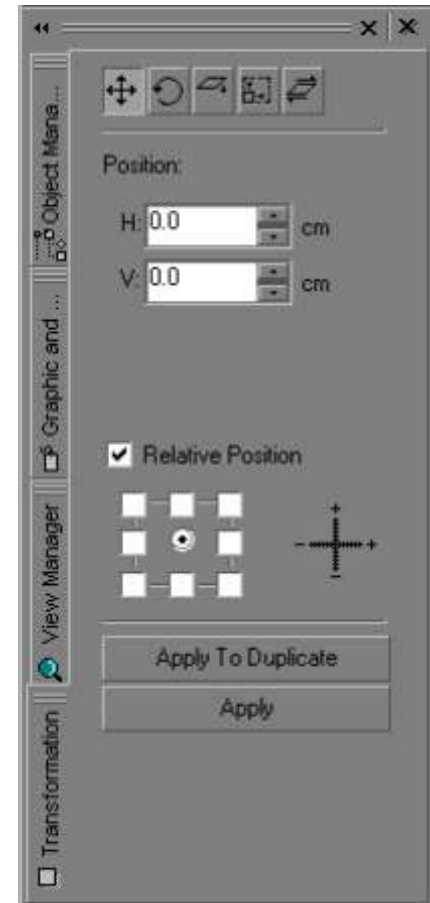 Object Mana...
Graphic and ...
View Manager
Transformation
Position:
H: 0.0 cm
V: 0.0 cm
Relative Position
+
- +
-
Apply To Duplicate
Apply